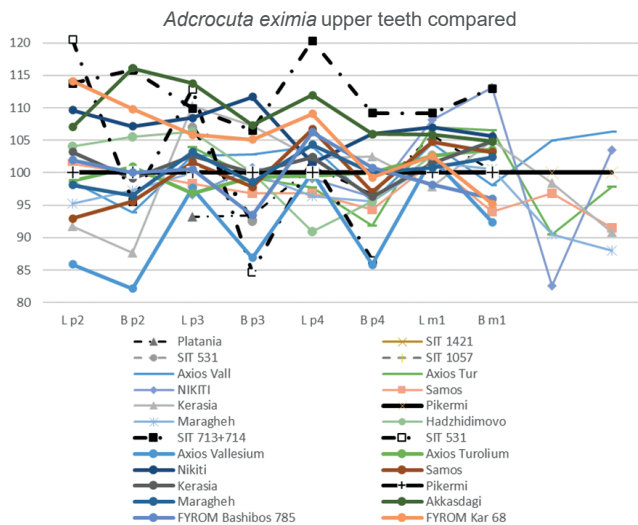 Adcrocuta eximia upper teeth compared
120
115
110
105
100
95
90
85
80
L p2 B p2 L p3 B p3 L p4 B p4 L m1 B m1
Platania SIT 1421
SIT 531 SIT 1057
Axios Vall Axios Tur
NIKITI Samos
Kerasia Pikermi
Maragheh Hadzhidimovo
SIT 713+714 SIT 531
Axios Vallesium Axios Turolium
Nikiti Samos
Kerasia Pikermi
Maragheh Akkasdagi
FYROM Bashibos 785 FYROM Kar 68